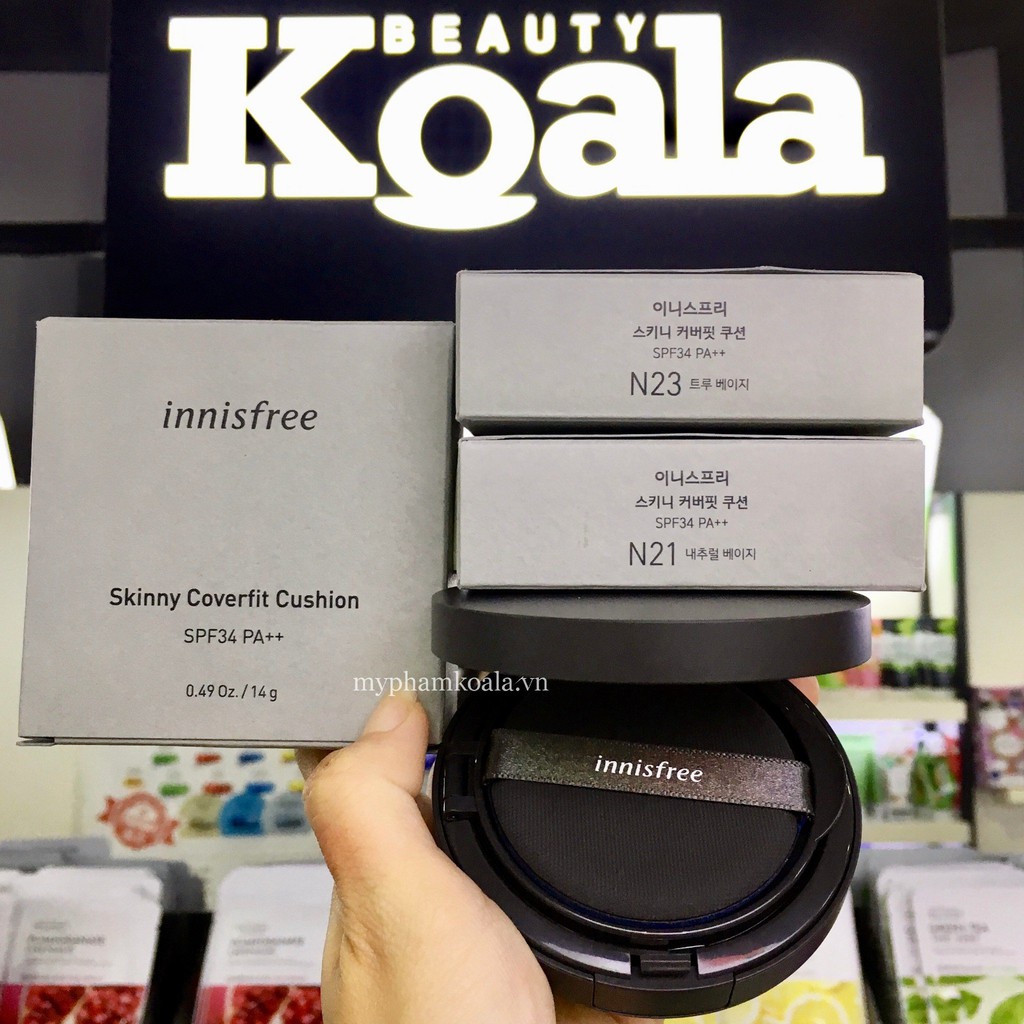 BEAUTY
Koala
innisfree
Skinny Coverfit Cushion
SPF34 PA++
0.49 Oz. / 14 g
이니스프리
스키니 커버핏 쿠션
SPF34 PA++
N23 트루 베이지
이니스프리
스키니 커버핏 쿠션
SPF34 PA++
N21 내추럴 베이지
myphamkoala.vn
innisfree